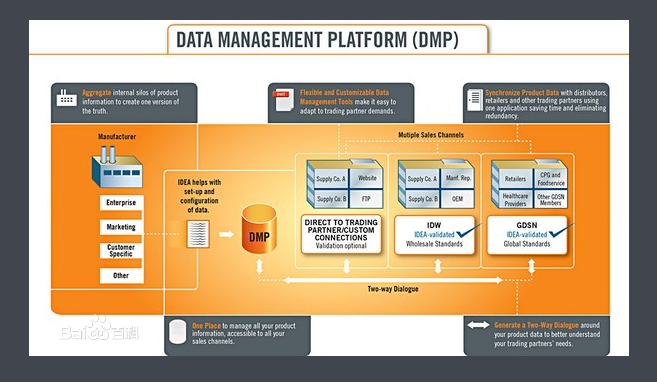 DATA MANAGEMENT PLATFORM (DMP)
Aggregate internal silos of product
information to create one version of
the truth.
Flexible and Customizable Data
Management Tools make it easy to
adapt to trading partner demands.
Synchronize Product Data with distributors,
retailers and other trading partners using
one application saving time and eliminating
redundancy.
Manufacturer
Enterprise
Marketing
Customer
Specific
Other
IDEA helps with
set-up and
configuration
of data.
DMP
Mutiple Sales Channels
Supply Co. A
Website
Supply Co. B
FTP
DIRECT TO TRADING
PARTNER/CUSTOM
CONNECTIONS
Validation optional
Supply Co. A
Manf. Rep.
Supply Co. B
OEM
IDW
IDEA-validated
Wholesale Standards
Retailers
CPG and
Foodservice
Healthcare
Providers
Other GDSN
Members
GDSN
IDEA-validated
Global Standards
Two-way Dialogue
One Place to manage all your product
information, accessible to all your
sales channels.
Generate a Two-Way Dialogue around
your product data to better understand
your trading partners' needs.
Baidu百科